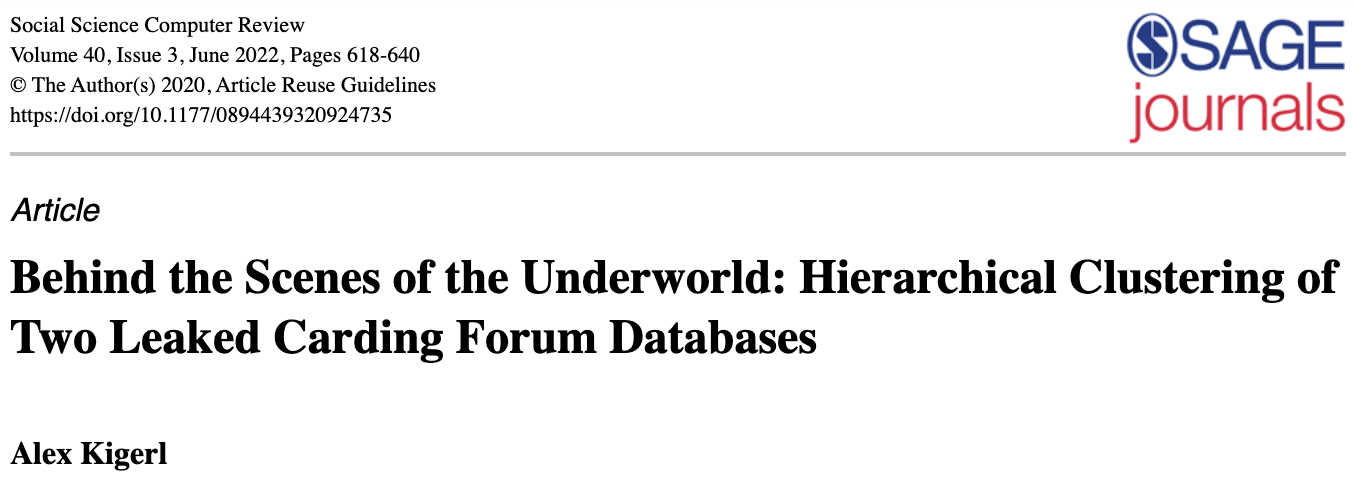 Social Science Computer Review
Volume 40, Issue 3, June 2022, Pages 618-640
© The Author(s) 2020, Article Reuse Guidelines
https://doi.org/10.1177/0894439320924735
SAGE
journals
Article
Behind the Scenes of the Underworld: Hierarchical Clustering of
Two Leaked Carding Forum Databases
Alex Kigerl